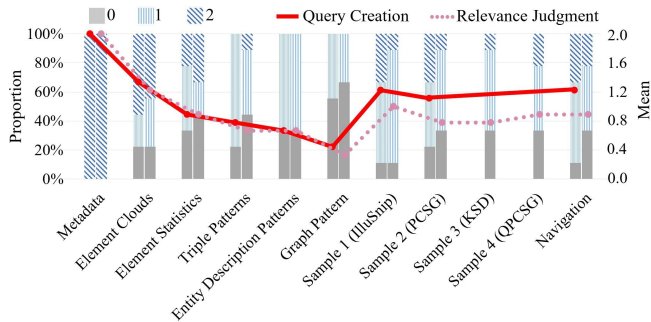 0 1 2 Query Creation Relevance Judgment
100% 2.0
80% 1.6
60% 1.2
40% 0.8
20% 0.4
0% 0.0
Proportion
Mean
Metadata
Element Clouds
Element Statistics
Triple Patterns
Entity Description Patterns
Graph Pattern
Sample 1 (IlluSnip)
Sample 2 (PCSG)
Sample 3 (KSD)
Sample 4 (QPCSG)
Navigation